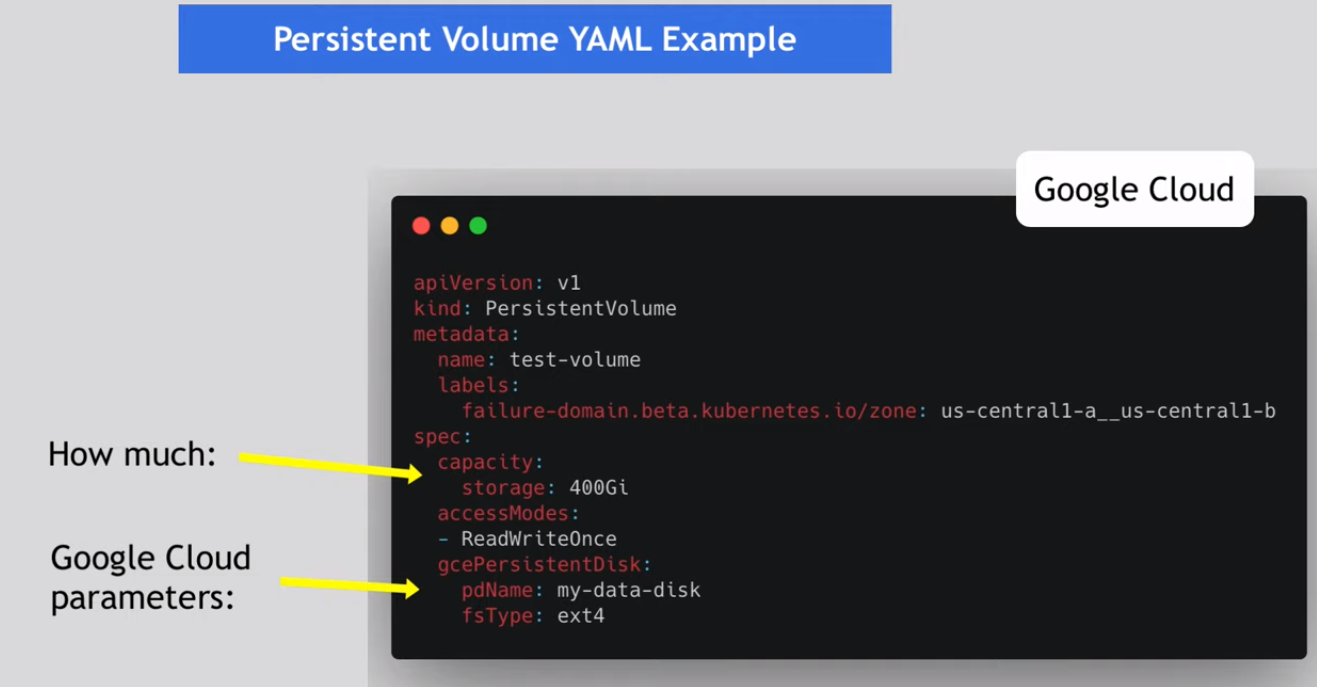 Persistent Volume YAML Example
Google Cloud
apiVersion: v1
kind: PersistentVolume
metadata:
  name: test-volume
  labels:
    failure-domain.beta.kubernetes.io/zone: us-central1-a__us-central1-b
spec:
How much:
  capacity:
    storage: 400Gi
  accessModes:
  - ReadWriteOnce
Google Cloud
parameters:
  gcePersistentDisk:
    pdName: my-data-disk
    fsType: ext4